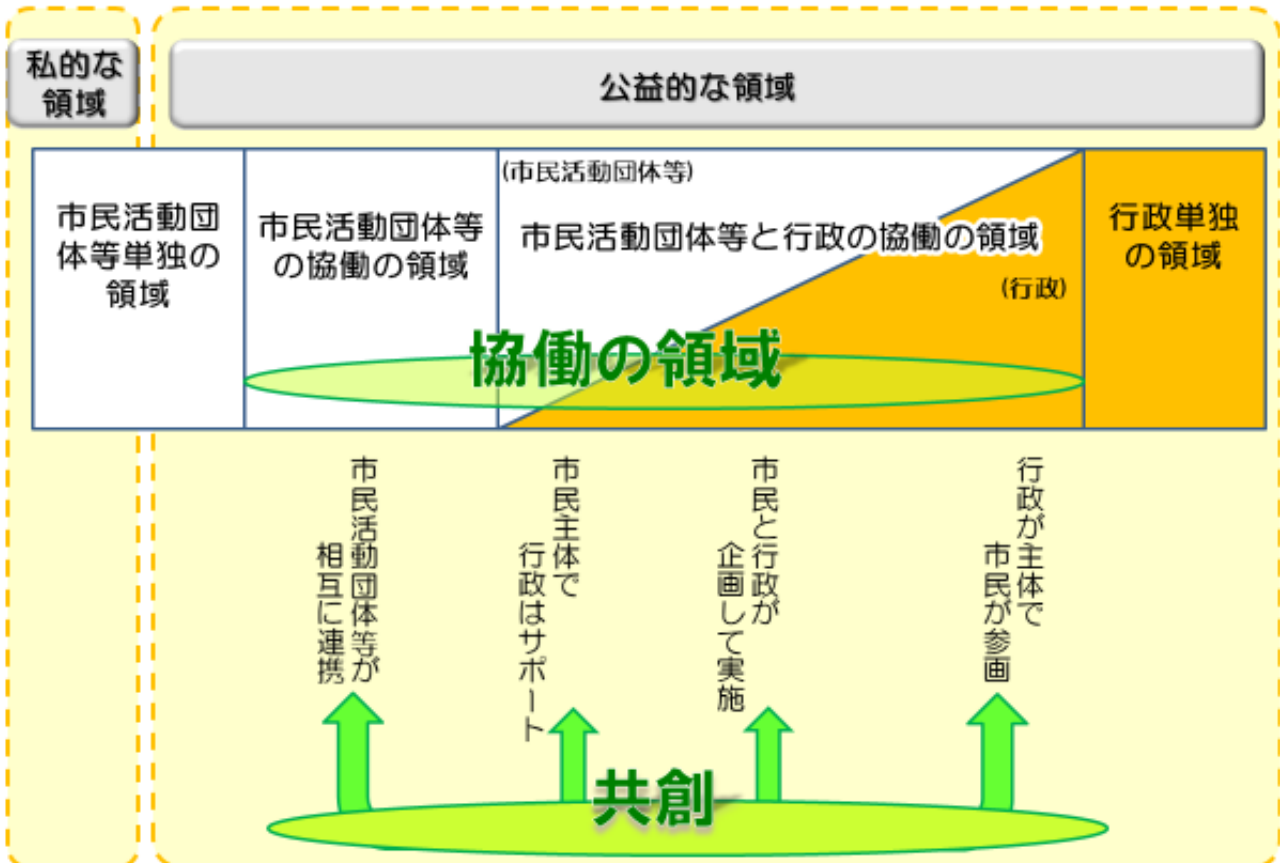 私的な
領域
公益的な領域
市民活動団
体等単独の
領域
市民活動団体等
の協働の領域
(市民活動団体等)
市民活動団体等と行政の協働の領域
(行政)
行政単独
の領域
協働の領域
市民活動団体等が
相互に連携
市民主体で
行政はサポート
市民と行政が
企画して実施
行政が主体で
市民が参画
共創